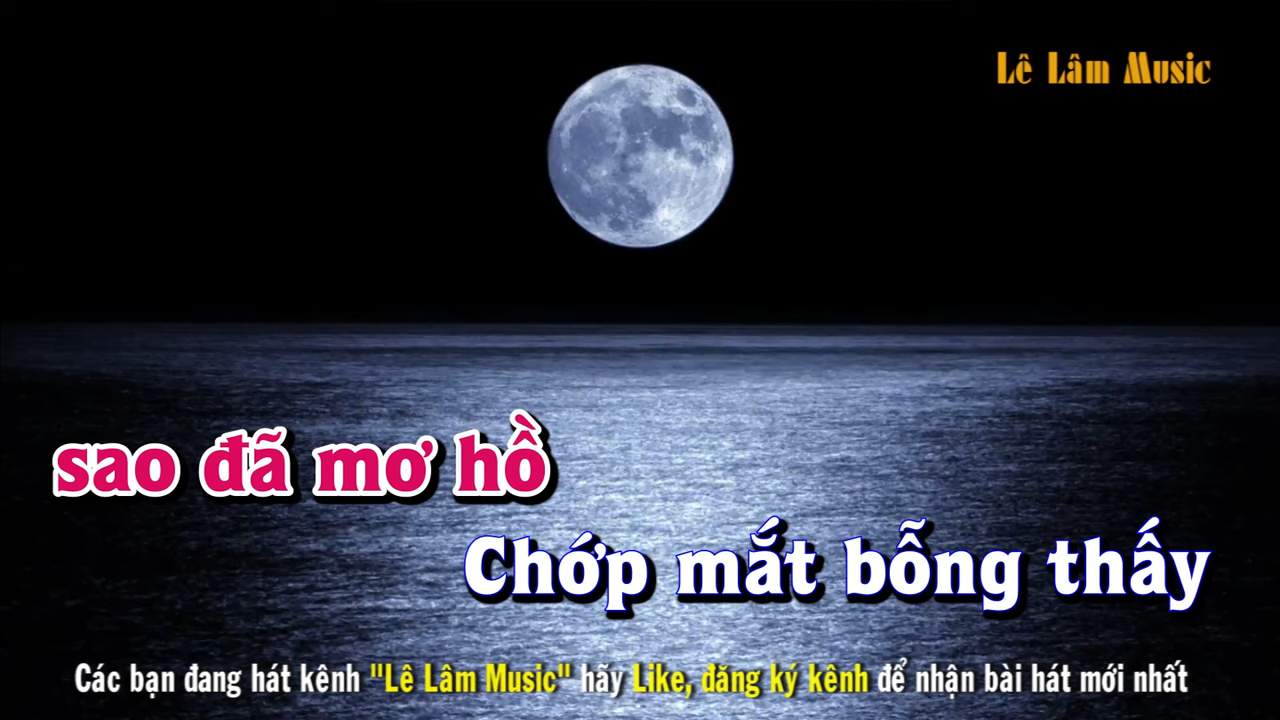 Lê Lâm Music
sao đã mơ hồ
Chớp mắt bỗng thấy
Các bạn đang hát kênh "Lê Lâm Music" hãy Like, đăng ký kênh để nhận bài hát mới nhất